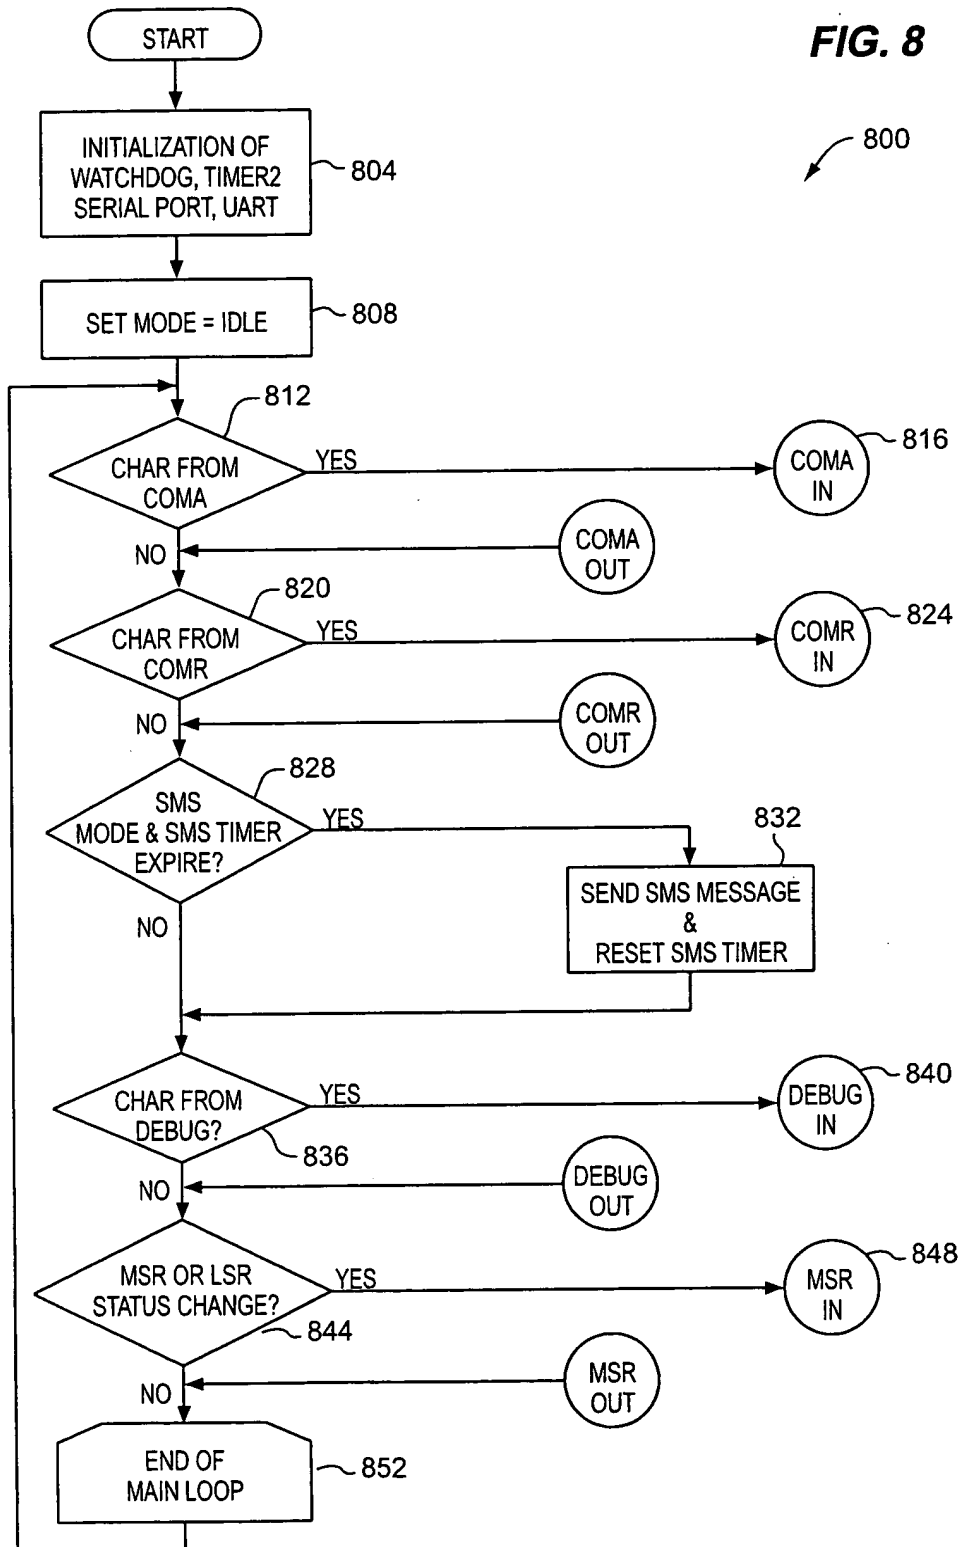 START
FIG. 8
800
INITIALIZATION OF
WATCHDOG, TIMER2
SERIAL PORT, UART
804
SET MODE = IDLE
808
812
CHAR FROM
COMA
YES
COMA
IN
816
NO
COMA
OUT
820
CHAR FROM
COMR
YES
COMR
IN
824
NO
COMR
OUT
828
SMS
MODE & SMS TIMER
EXPIRE?
YES
832
SEND SMS MESSAGE
&
RESET SMS TIMER
NO
CHAR FROM
DEBUG?
836
YES
DEBUG
IN
840
NO
DEBUG
OUT
MSR OR LSR
STATUS CHANGE?
844
YES
MSR
IN
848
NO
MSR
OUT
END OF
MAIN LOOP
852